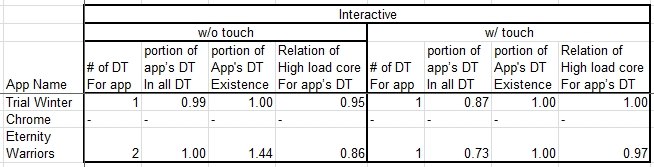 Interactive
w/o touch w/ touch
portion of portion of Relation of portion of portion of Relation of
# of DT app's DT App's DT High load core # of DT app's DT App's DT High load core
App Name For app In all DT Existence For app's DT For app In all DT Existence For app's DT
Trial Winter 1 0.99 1.00 0.95 1 0.87 1.00 1.00
Chrome - - - - - - - -
Eternity
Warriors 2 1.00 1.44 0.86 1 0.73 1.00 0.97